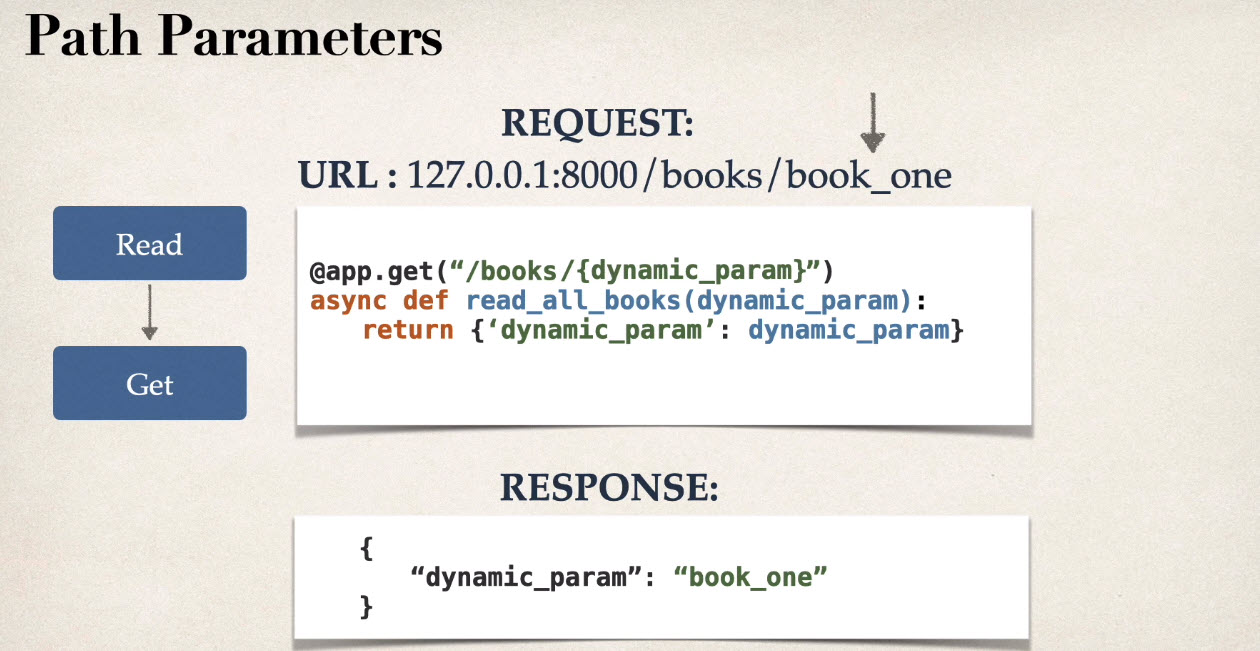 Path Parameters
REQUEST:
URL : 127.0.0.1:8000/books/book_one
Read
Get
@app.get(“/books/{dynamic_param}”)
async def read_all_books(dynamic_param):
return {‘dynamic_param’: dynamic_param}
RESPONSE:
{
“dynamic_param”: “book_one”
}